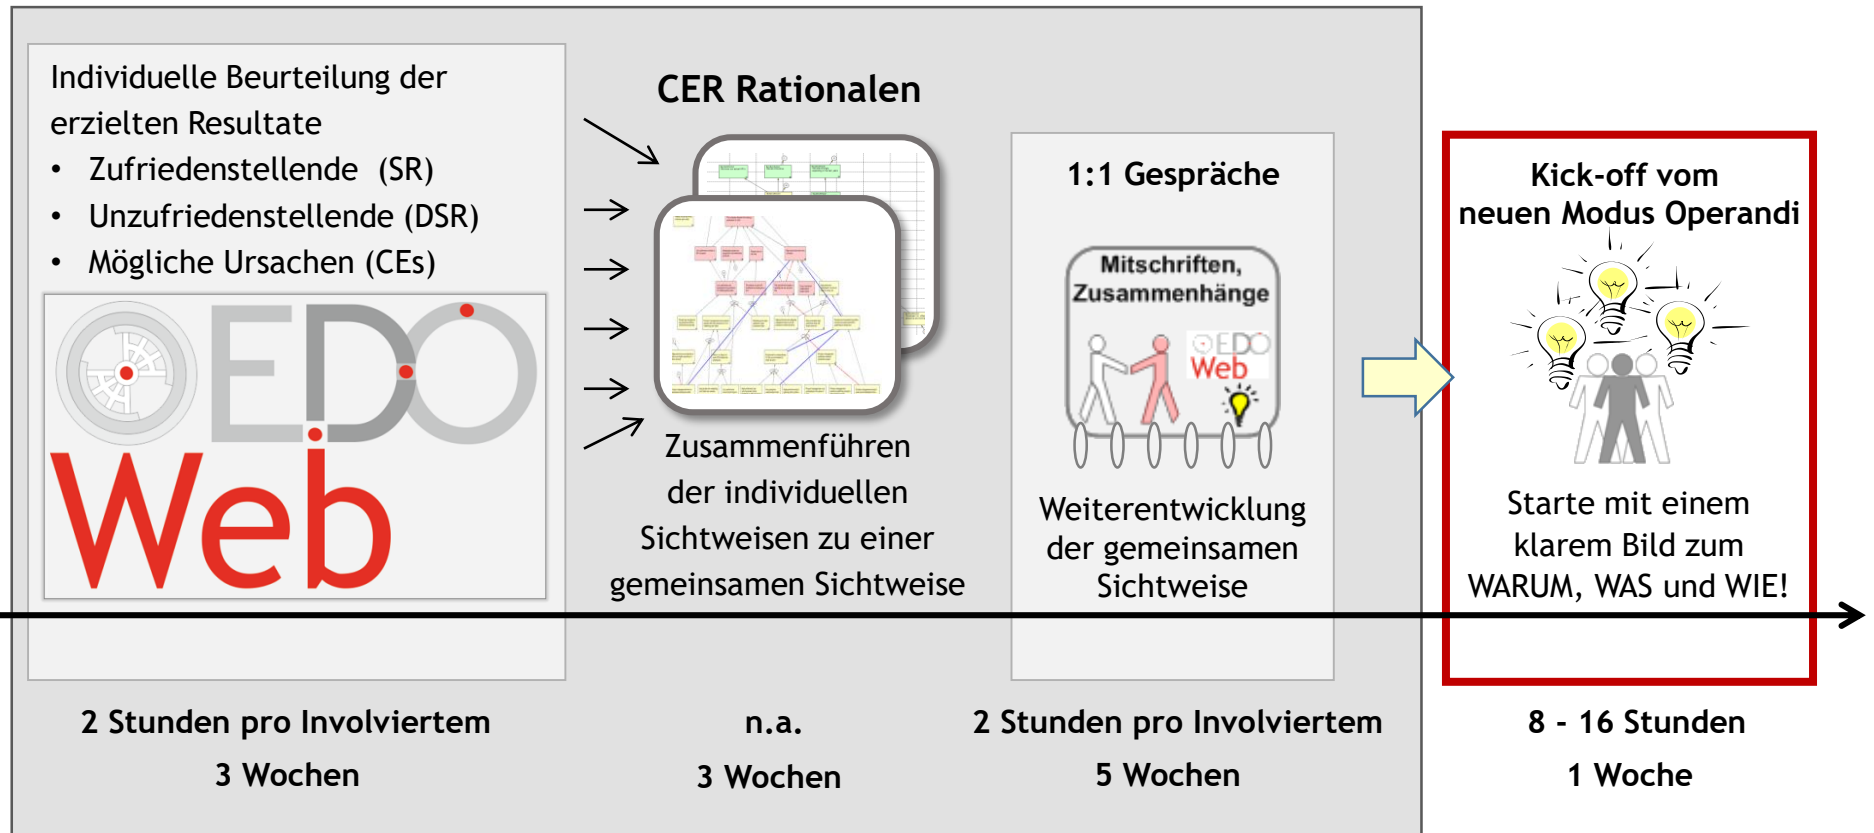 Individuelle Beurteilung der
erzielten Resultate
• Zufriedenstellende (SR)
• Unzufriedenstellende (DSR)
• Mögliche Ursachen (CEs)
EDO
Web
CER Rationalen
Zusammenführen
der individuellen
Sichtweisen zu einer
gemeinsamen Sichtweise
1:1 Gespräche
Mitschriften,
Zusammenhänge
EDO
Web
Weiterentwicklung
der gemeinsamen
Sichtweise
Kick-off vom
neuen Modus Operandi
Starte mit einem
klarem Bild zum
WARUM, WAS und WIE!
2 Stunden pro Involviertem
3 Wochen
n.a.
3 Wochen
2 Stunden pro Involviertem
5 Wochen
8 - 16 Stunden
1 Woche